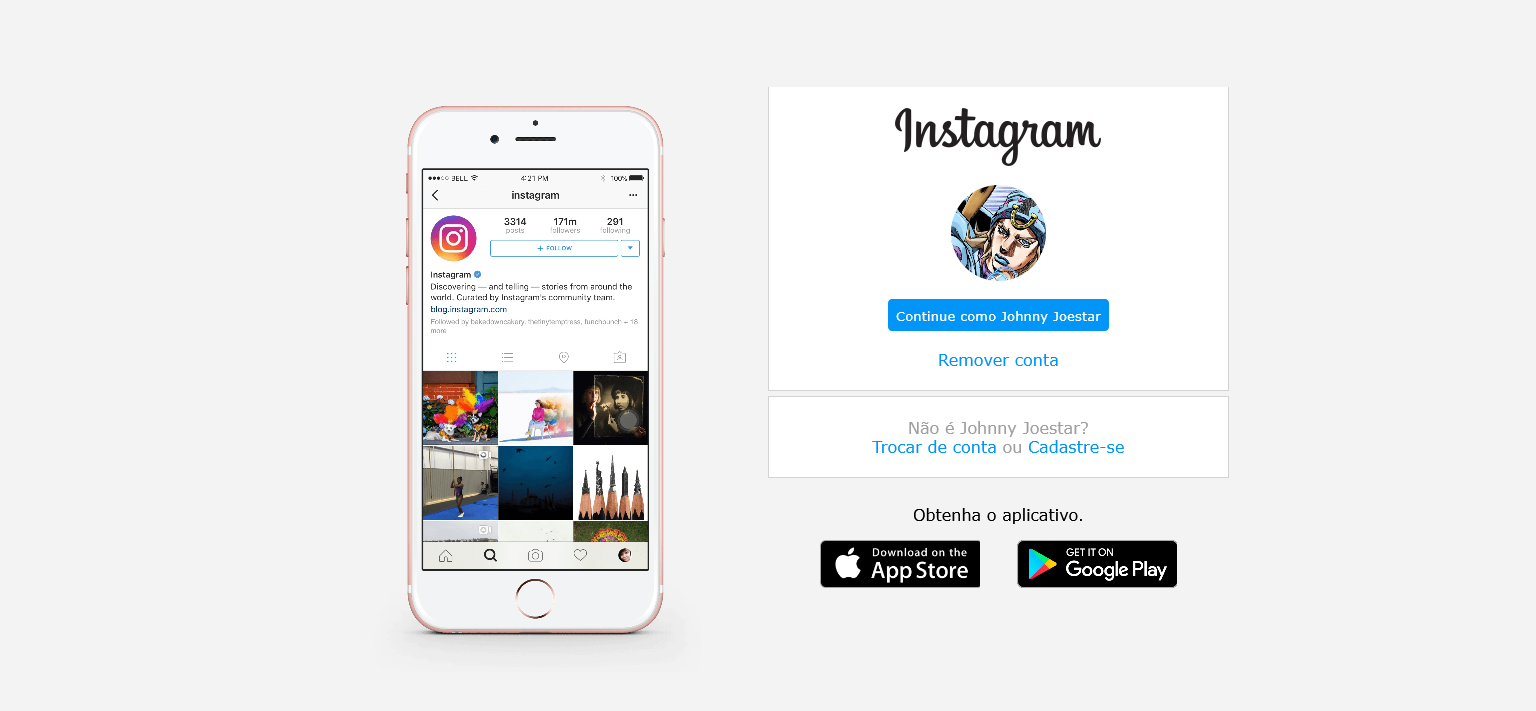 ●●●○○ BELL 4:21 PM 100%
instagram
3314 171m 291
posts followers following
+ FOLLOW
Instagram
Discovering — and telling — stories from around the
world. Curated by Instagram's community team.
blog.instagram.com
Followed by bakedowncakery, thetinytempress, funchbunch + 18
more
Instagram
Continue como Johnny Joestar
Remover conta
Não é Johnny Joestar?
Trocar de conta ou Cadastre-se
Obtenha o aplicativo.
Download on the
App Store
GET IT ON
Google Play